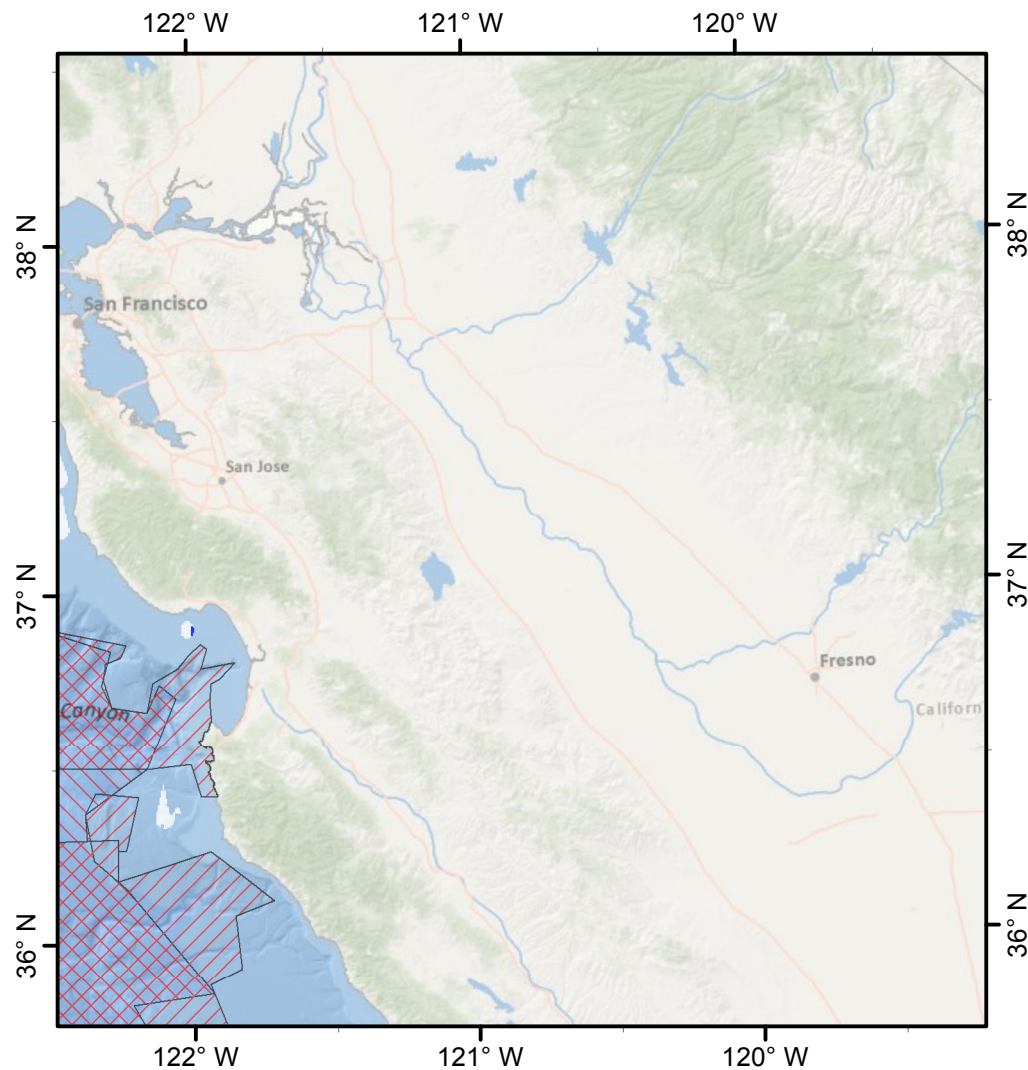 122° W
121° W
120° W
38° N
38° N
San Francisco
San Jose
37° N
37° N
Fresno
Canyon
Californ
36° N
36° N
122° W
121° W
120° W